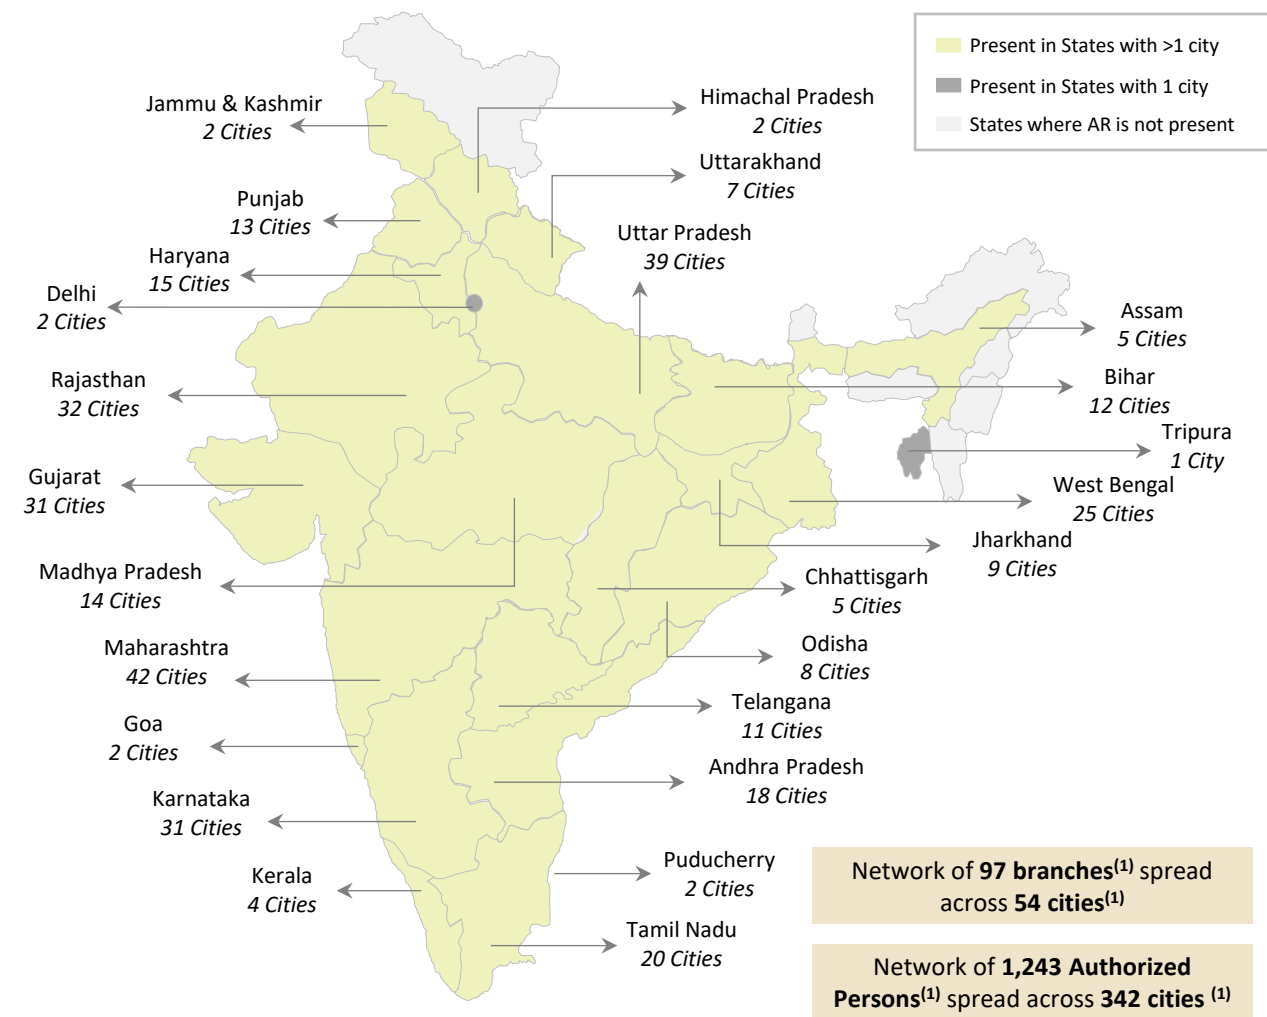 Present in States with >1 city
Present in States with 1 city
States where AR is not present
Jammu & Kashmir
2 Cities
Himachal Pradesh
2 Cities
Uttarakhand
7 Cities
Punjab
13 Cities
Uttar Pradesh
39 Cities
Haryana
15 Cities
Delhi
2 Cities
Assam
5 Cities
Rajasthan
32 Cities
Bihar
12 Cities
Tripura
1 City
Gujarat
31 Cities
West Bengal
25 Cities
Jharkhand
9 Cities
Madhya Pradesh
14 Cities
Chhattisgarh
5 Cities
Maharashtra
42 Cities
Odisha
8 Cities
Telangana
11 Cities
Goa
2 Cities
Andhra Pradesh
18 Cities
Karnataka
31 Cities
Puducherry
2 Cities
Kerala
4 Cities
Tamil Nadu
20 Cities
Network of 97 branches(1) spread
across 54 cities(1)
Network of 1,243 Authorized
Persons(1) spread across 342 cities (1)